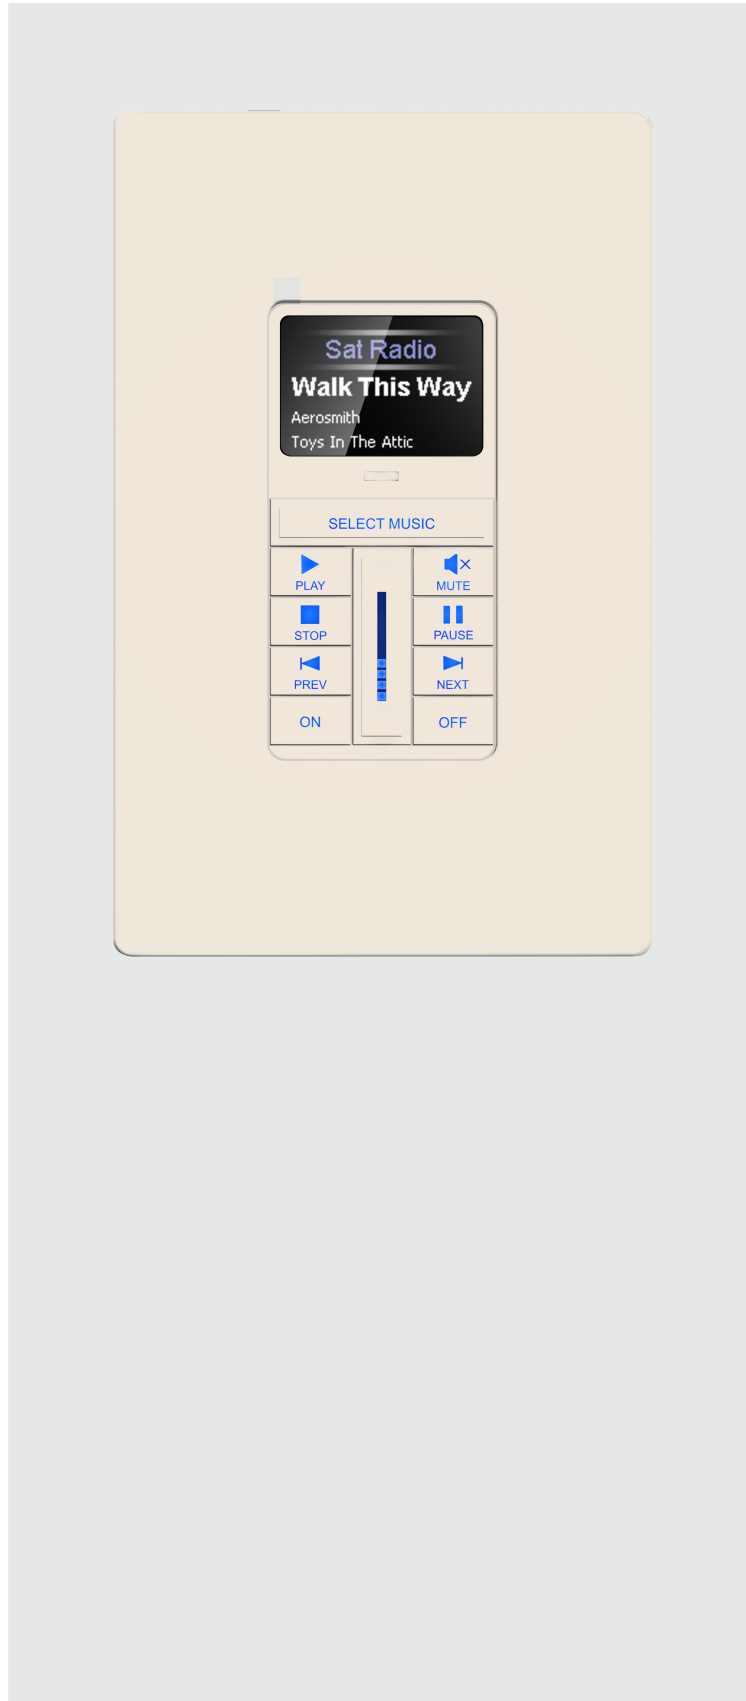 Sat Radio
Walk This Way
Aerosmith
Toys In The Attic
SELECT MUSIC
PLAY
MUTE
STOP
PAUSE
PREV
NEXT
ON
OFF